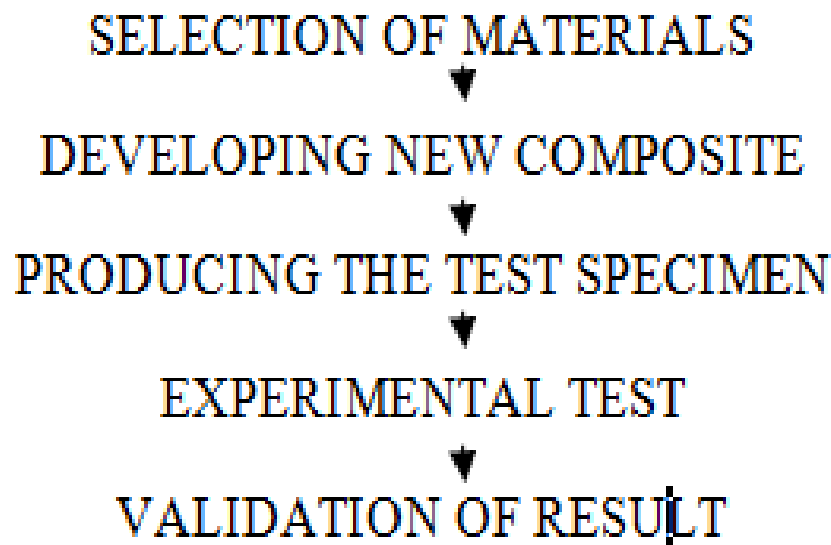 SELECTION OF MATERIALS
DEVELOPING NEW COMPOSITE
PRODUCING THE TEST SPECIMEN
EXPERIMENTAL TEST
VALIDATION OF RESULT